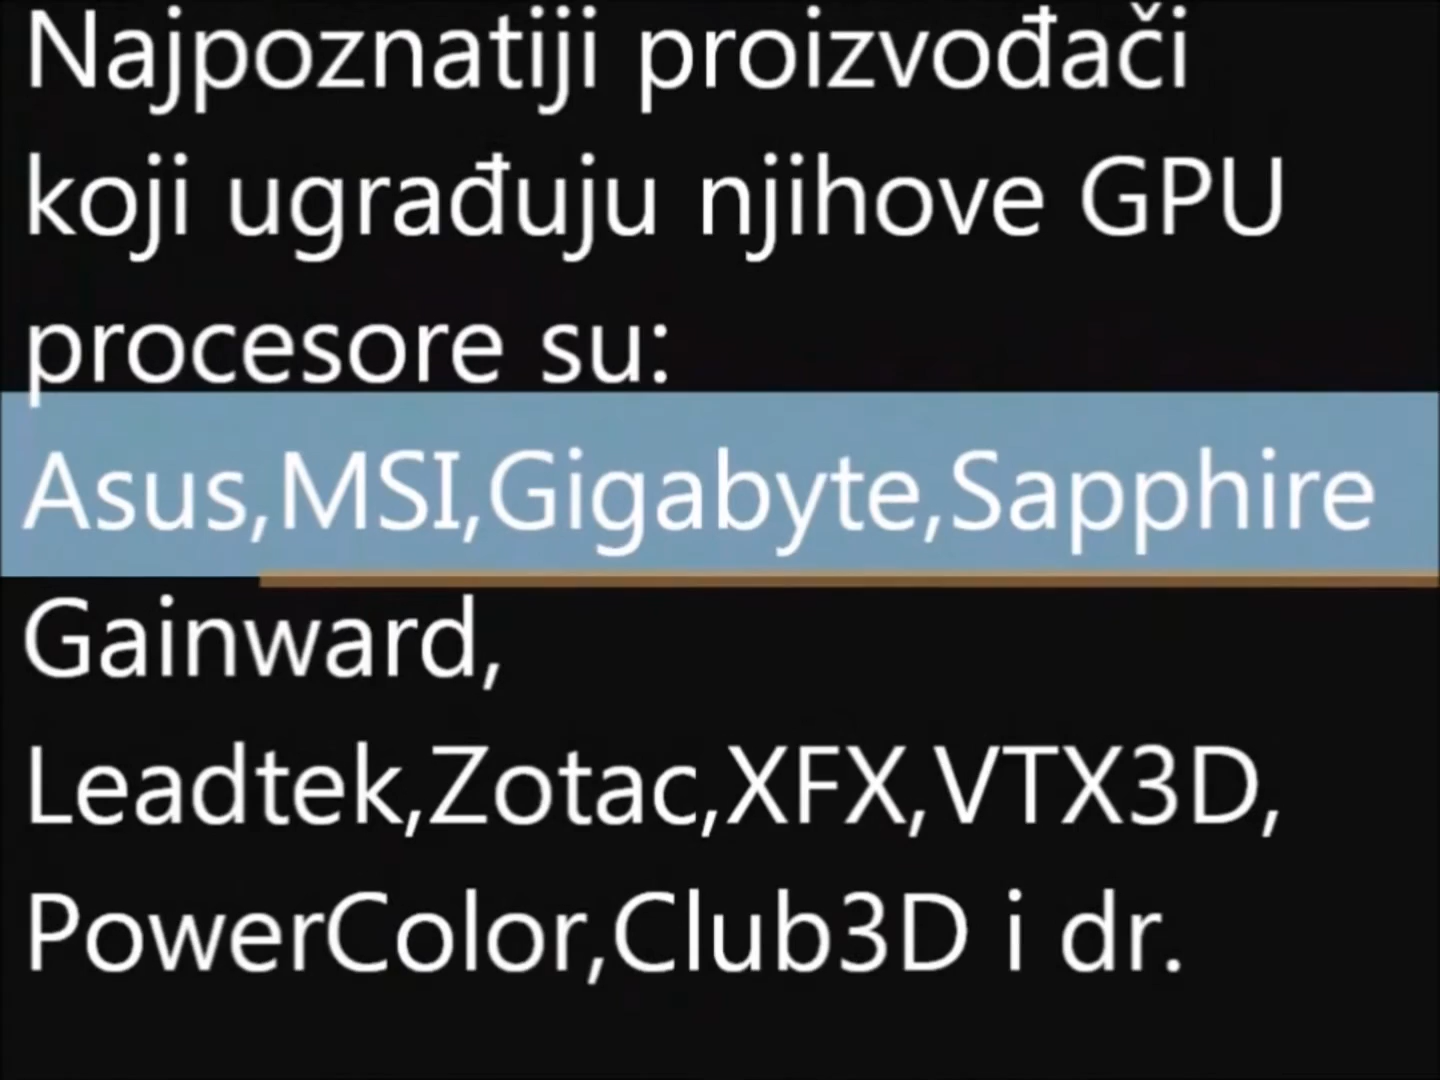 Najpoznatiji proizvođači
koji ugrađuju njihove GPU
procesore su:
Asus,MSI,Gigabyte,Sapphire
Gainward,
Leadtek,Zotac,XFX,VTX3D,
PowerColor,Club3D i dr.